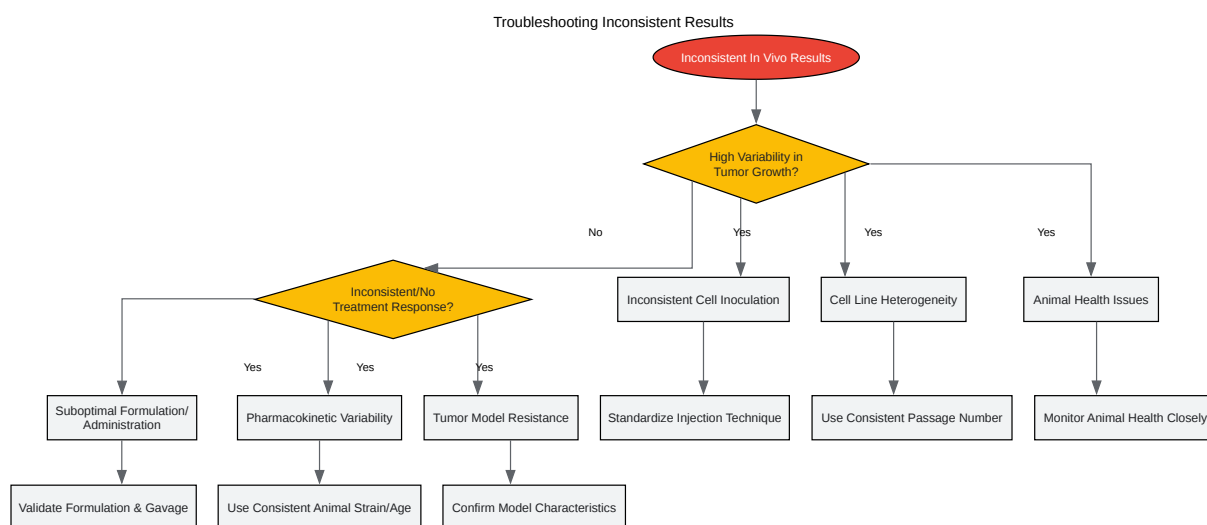 Troubleshooting Inconsistent Results
Inconsistent In Vivo Results
High Variability in
Tumor Growth?
No
Yes
Yes
Yes
Inconsistent/No
Treatment Response?
Inconsistent Cell Inoculation
Cell Line Heterogeneity
Animal Health Issues
Yes
Yes
Yes
Suboptimal Formulation/
Administration
Pharmacokinetic Variability
Tumor Model Resistance
Standardize Injection Technique
Use Consistent Passage Number
Monitor Animal Health Closely
Validate Formulation & Gavage
Use Consistent Animal Strain/Age
Confirm Model Characteristics